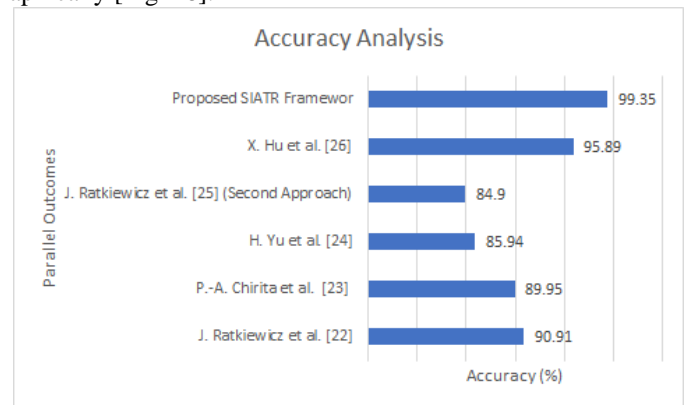 Accuracy Analysis
Proposed SIATR Framewor
99.35
X. Hu et al. [26]
95.89
J. Ratkiewicz et al. [25] (Second Approach)
84.9
H. Yu et al. [24]
85.94
P.-A. Chirita et al. [23]
89.95
J. Ratkiewicz et al. [22]
90.91
Parallel Outcomes
Accuracy (%)